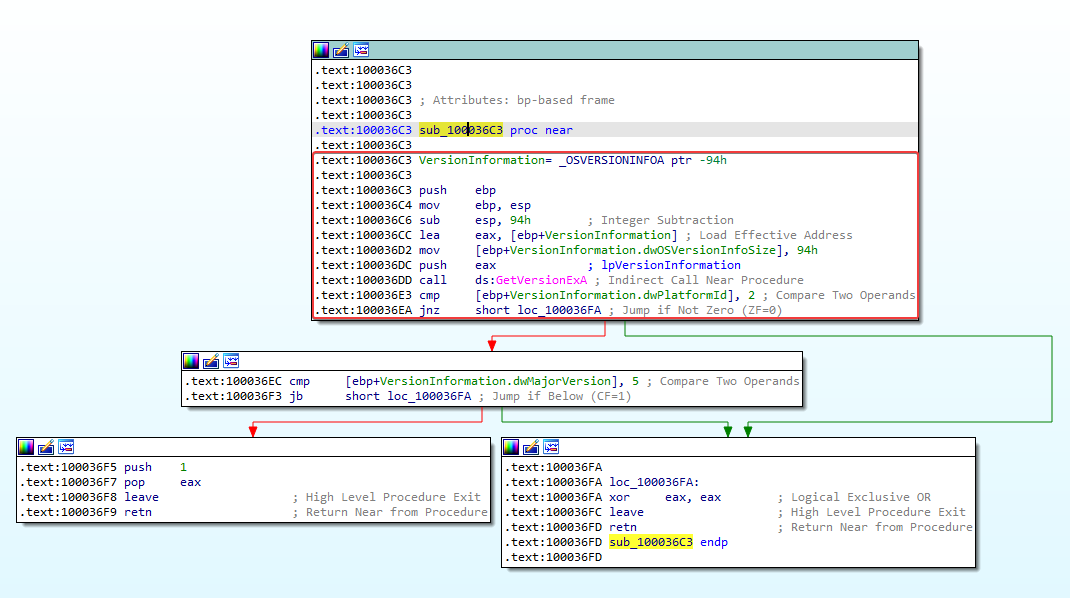 .text:100036C3
.text:100036C3
.text:100036C3 ; Attributes: bp-based frame
.text:100036C3
.text:100036C3 sub_100036C3 proc near
.text:100036C3
.text:100036C3 VersionInformation= _OSVERSIONINFOA ptr -94h
.text:100036C3
.text:100036C3 push    ebp
.text:100036C4 mov     ebp, esp
.text:100036C6 sub     esp, 94h        ; Integer Subtraction
.text:100036CC lea     eax, [ebp+VersionInformation] ; Load Effective Address
.text:100036D2 mov     [ebp+VersionInformation.dwOSVersionInfoSize], 94h
.text:100036DC push    eax             ; lpVersionInformation
.text:100036DD call    ds:GetVersionExA ; Indirect Call Near Procedure
.text:100036E3 cmp     [ebp+VersionInformation.dwPlatformId], 2 ; Compare Two Operands
.text:100036EA jnz     short loc_100036FA ; Jump if Not Zero (ZF=0)
.text:100036EC cmp     [ebp+VersionInformation.dwMajorVersion], 5 ; Compare Two Operands
.text:100036F3 jb      short loc_100036FA ; Jump if Below (CF=1)
.text:100036F5 push    1
.text:100036F7 pop     eax
.text:100036F8 leave                   ; High Level Procedure Exit
.text:100036F9 retn                    ; Return Near from Procedure
.text:100036FA
.text:100036FA loc_100036FA:
.text:100036FA xor     eax, eax        ; Logical Exclusive OR
.text:100036FC leave                   ; High Level Procedure Exit
.text:100036FD retn                    ; Return Near from Procedure
.text:100036FD sub_100036C3 endp
.text:100036FD